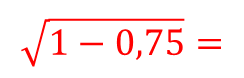 √(1 − 0,75) =